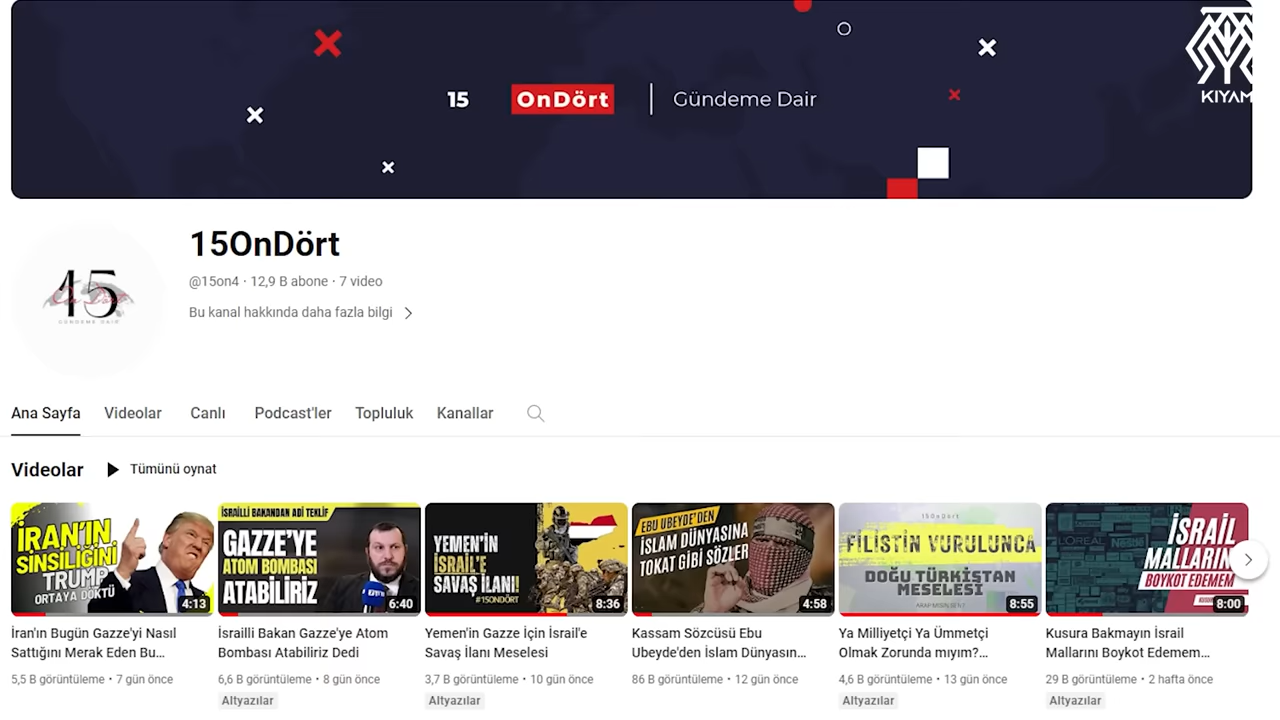 KIYAM
15 OnDört | Gündeme Dair
15OnDört
@15on4 · 12,9 B abone · 7 video
Bu kanal hakkında daha fazla bilgi
15
On Dört
GÜNDEME DAİR
Ana Sayfa Videolar Canlı Podcast'ler Topluluk Kanallar
Videolar Tümünü oynat
İRAN'IN
SİNSİLİĞİNİ
TRUMP
ORTAYA DÖKTÜ
4:13
İran'ın Bugün Gazze'yi Nasıl
Sattığını Merak Eden Bu...
5,5 B görüntüleme • 7 gün önce
İSRAİLLİ BAKANDAN ADİ TEKLİF
GAZZE'YE
ATOM BOMBASI
ATABİLİRİZ
6:40
İsrailli Bakan Gazze'ye Atom
Bombası Atabiliriz Dedi
6,6 B görüntüleme • 8 gün önce
Altyazılar
YEMEN'İN
İSRAİL'E
SAVAŞ İLANI!
#15ONDÖRT
8:36
Yemen'in Gazze İçin İsrail'e
Savaş İlanı Meselesi
3,7 B görüntüleme • 10 gün önce
Altyazılar
EBU UBEYDE'DEN
İSLAM DÜNYASINA
TOKAT GİBİ SÖZLER
4:58
Kassam Sözcüsü Ebu
Ubeyde'den İslam Dünyasın...
86 B görüntüleme • 12 gün önce
15OnDört
FİLİSTİN VURULUNCA
DOĞU TÜRKİSTAN
MESELESİ
8:55
Ya Milliyetçi Ya Ümmetçi
Olmak Zorunda mıyım?...
4,6 B görüntüleme • 13 gün önce
Altyazılar
L'OREAL
Nestlé
İSRAİL
MALLARIN
BOYKOT EDEMEM
8:00
Kusura Bakmayın İsrail
Mallarını Boykot Edemem...
29 B görüntüleme • 2 hafta önce
Altyazılar